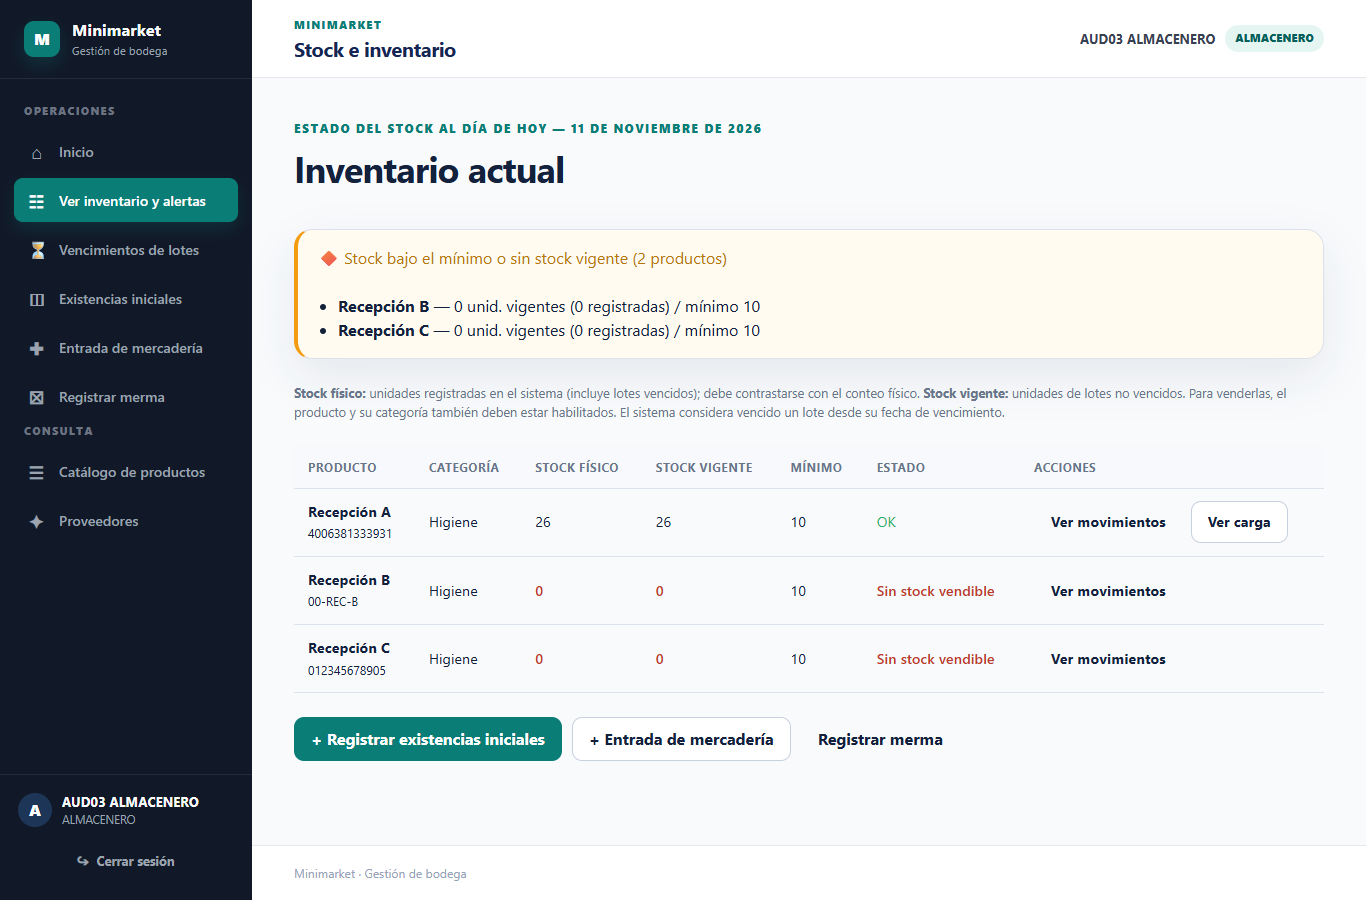 M
Minimarket
Gestión de bodega
OPERACIONES
Inicio
Ver inventario y alertas
Vencimientos de lotes
Existencias iniciales
Entrada de mercadería
Registrar merma
CONSULTA
Catálogo de productos
Proveedores
A
AUD03 ALMACENERO
ALMACENERO
Cerrar sesión
MINIMARKET
Stock e inventario
AUD03 ALMACENERO
ALMACENERO
ESTADO DEL STOCK AL DÍA DE HOY — 11 DE NOVIEMBRE DE 2026
Inventario actual
Stock bajo el mínimo o sin stock vigente (2 productos)
• Recepción B — 0 unid. vigentes (0 registradas) / mínimo 10
• Recepción C — 0 unid. vigentes (0 registradas) / mínimo 10
Stock físico: unidades registradas en el sistema (incluye lotes vencidos); debe contrastarse con el conteo físico. Stock vigente: unidades de lotes no vencidos. Para venderlas, el
producto y su categoría también deben estar habilitados. El sistema considera vencido un lote desde su fecha de vencimiento.
PRODUCTO CATEGORÍA STOCK FÍSICO STOCK VIGENTE MÍNIMO ESTADO ACCIONES
Recepción A
4006381333931
Higiene 26 26 10 OK Ver movimientos Ver carga
Recepción B
00-REC-B
Higiene 0 0 10 Sin stock vendible Ver movimientos
Recepción C
012345678905
Higiene 0 0 10 Sin stock vendible Ver movimientos
+ Registrar existencias iniciales + Entrada de mercadería Registrar merma
Minimarket · Gestión de bodega